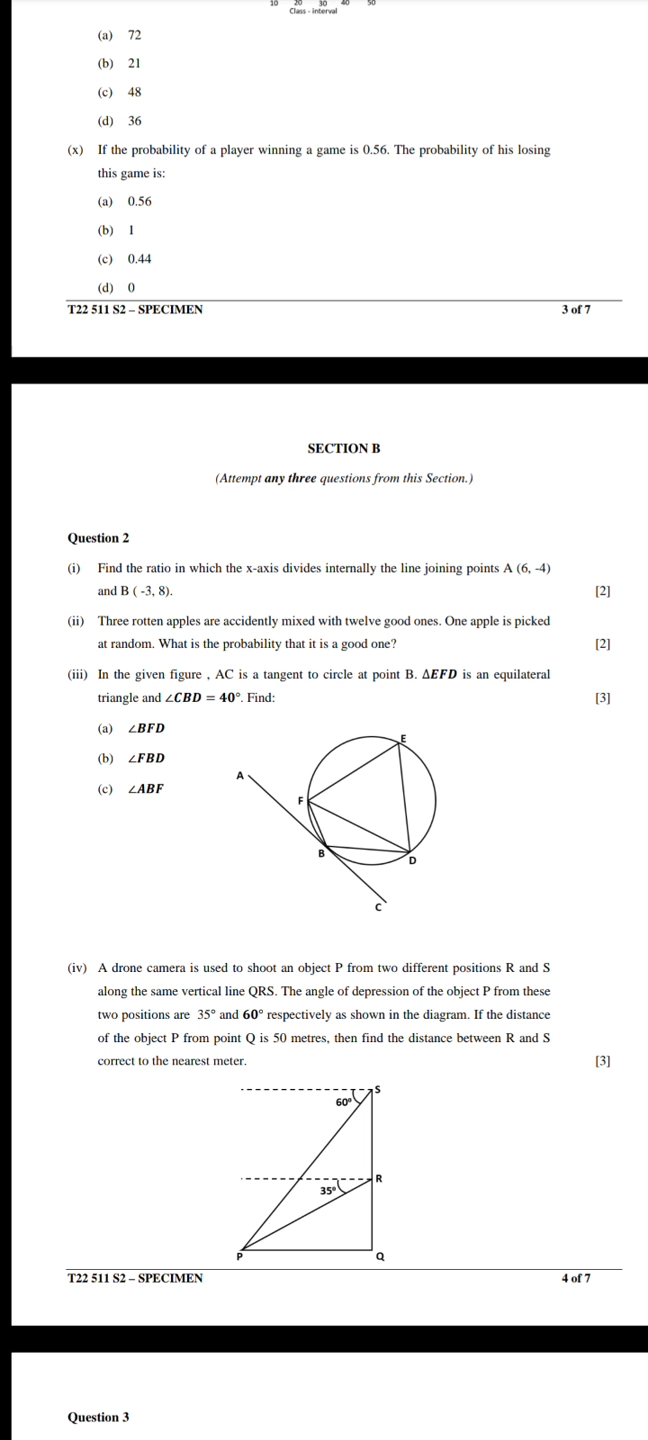 10 20 30 40 50
Class - interval
(a) 72
(b) 21
(c) 48
(d) 36
(x) If the probability of a player winning a game is 0.56. The probability of his losing
this game is:
(a) 0.56
(b) 1
(c) 0.44
(d) 0
T22 511 S2 – SPECIMEN 3 of 7
SECTION B
(Attempt any three questions from this Section.)
Question 2
(i) Find the ratio in which the x-axis divides internally the line joining points A (6, -4)
and B ( -3, 8). [2]
(ii) Three rotten apples are accidently mixed with twelve good ones. One apple is picked
at random. What is the probability that it is a good one? [2]
(iii) In the given figure , AC is a tangent to circle at point B. ∆EFD is an equilateral
triangle and ∠CBD = 40°. Find: [3]
(a) ∠BFD
(b) ∠FBD
(c) ∠ABF
E
A
F
B
D
C
(iv) A drone camera is used to shoot an object P from two different positions R and S
along the same vertical line QRS. The angle of depression of the object P from these
two positions are 35° and 60° respectively as shown in the diagram. If the distance
of the object P from point Q is 50 metres, then find the distance between R and S
correct to the nearest meter. [3]
S
60°
R
35°
P Q
T22 511 S2 – SPECIMEN 4 of 7
Question 3